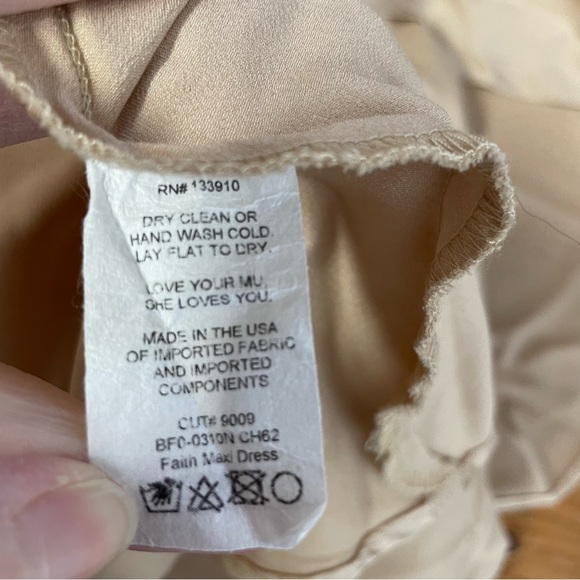 RN# 133910
DRY CLEAN OR
HAND WASH COLD.
LAY FLAT TO DRY.
LOVE YOUR MU,
SHE LOVES YOU.
MADE IN THE USA
OF IMPORTED FABRIC
AND IMPORTED
COMPONENTS
CUT# 9009
BF0-0310N CH62
Faith Maxi Dress